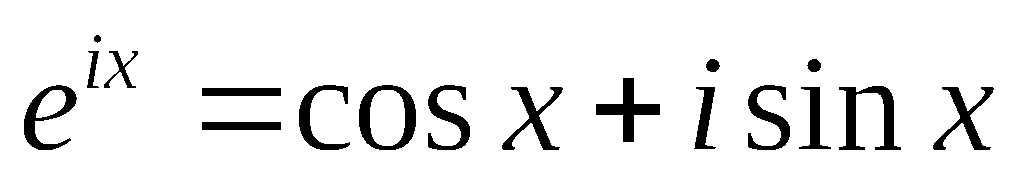 e^{ix} = cos x + i sin x